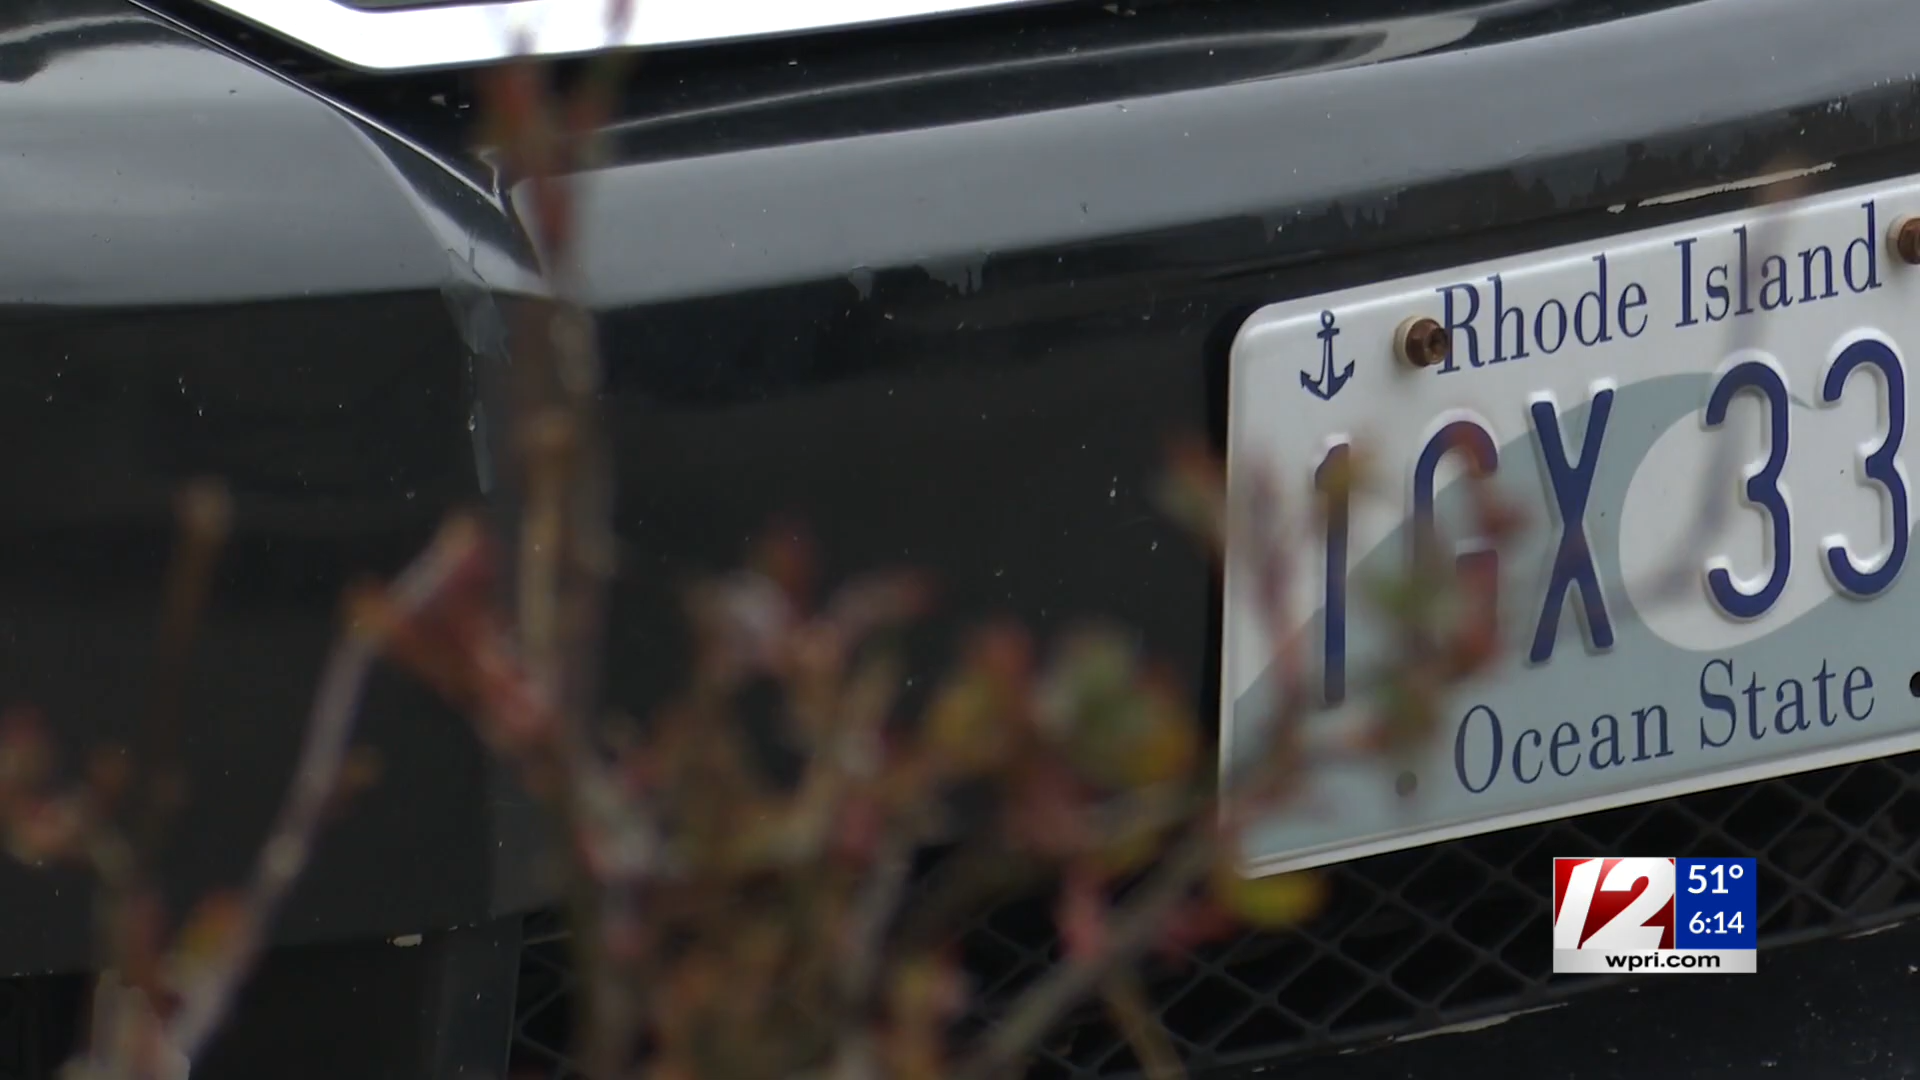 Rhode Island
1GX 33
Ocean State
12
51°
6:14
wpri.com